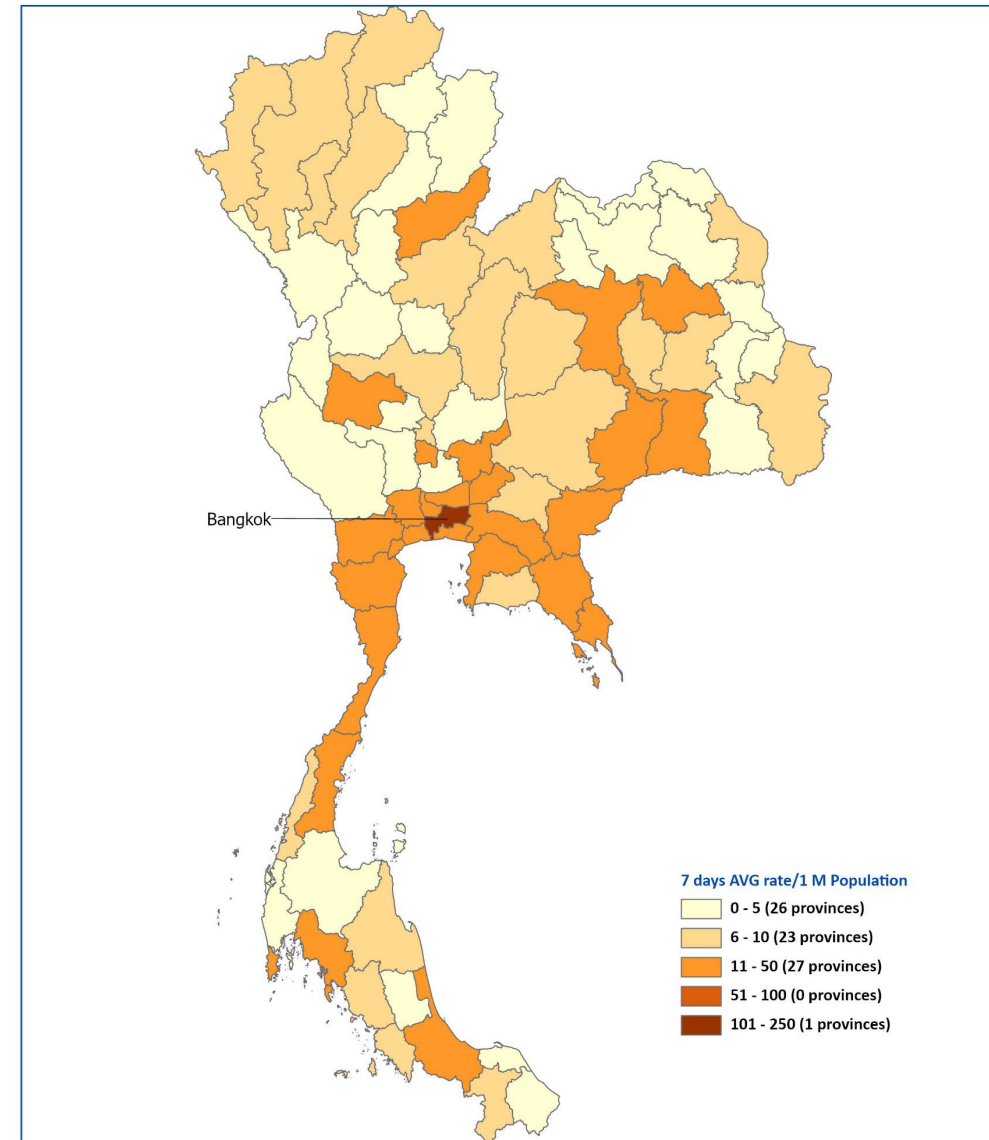 Bangkok
7 days AVG rate/1 M Population
0 - 5 (26 provinces)
6 - 10 (23 provinces)
11 - 50 (27 provinces)
51 - 100 (0 provinces)
101 - 250 (1 provinces)